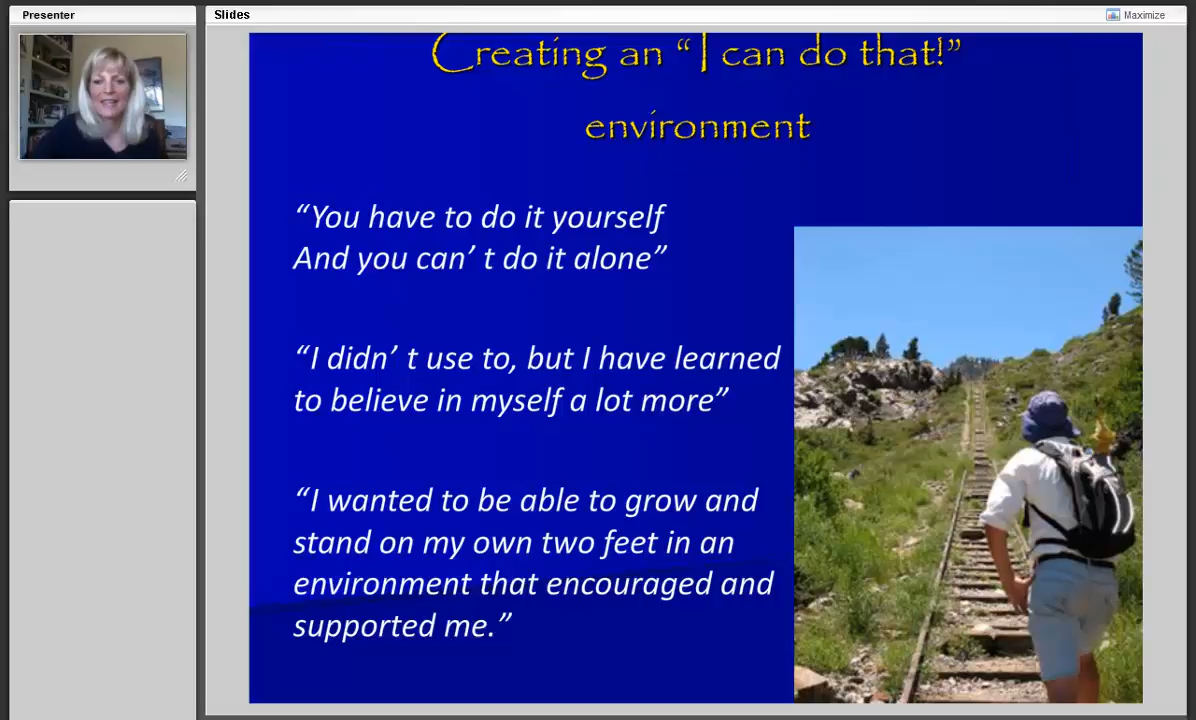 Presenter
Slides
Maximize
Creating an “ I can do that!”
environment
“You have to do it yourself
And you can’ t do it alone”
“I didn’ t use to, but I have learned
to believe in myself a lot more”
“I wanted to be able to grow and
stand on my own two feet in an
environment that encouraged and
supported me.”